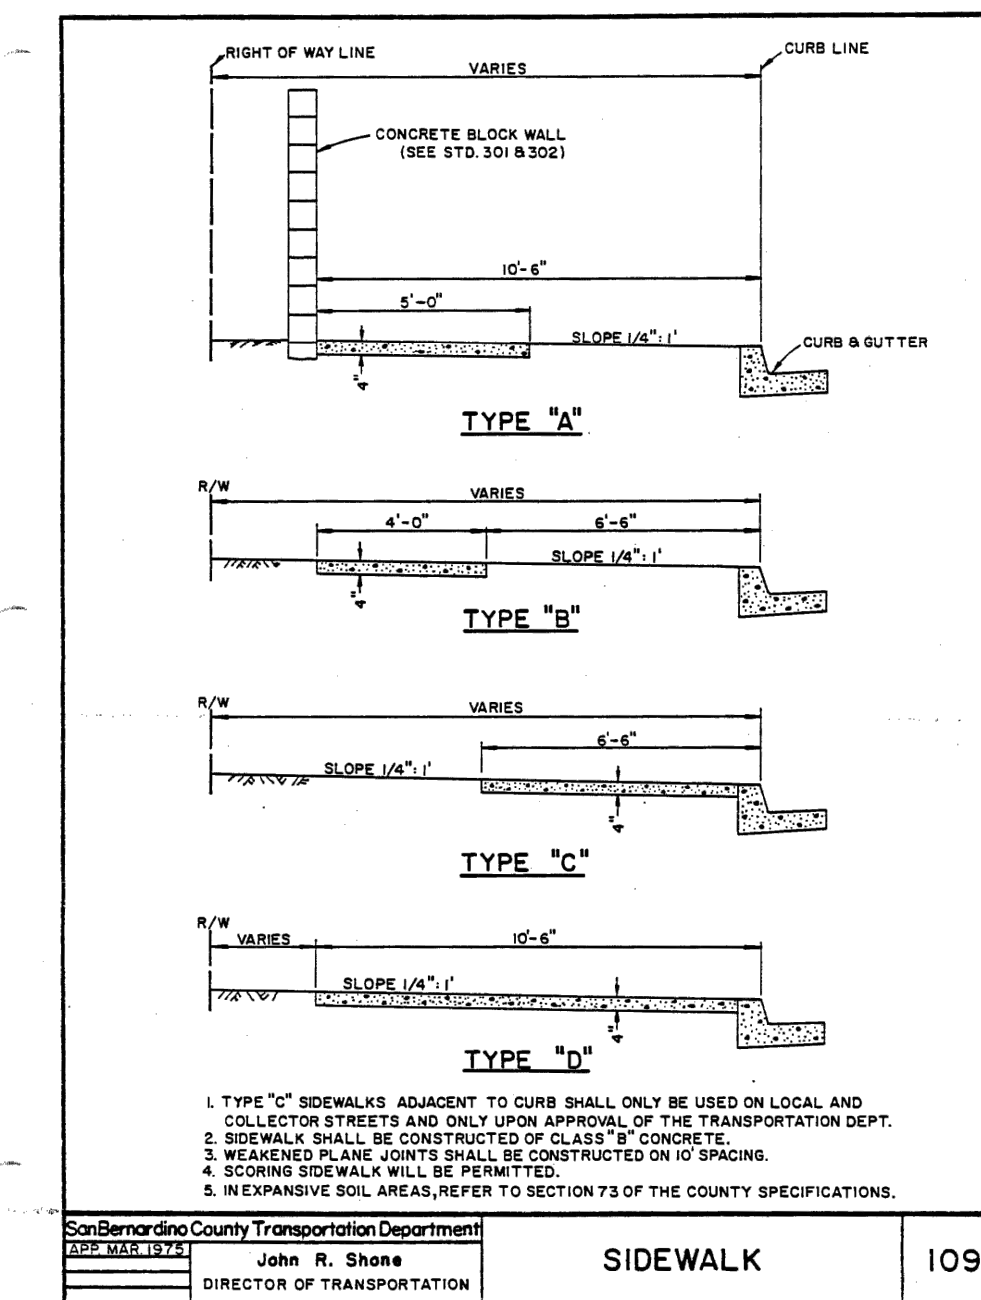 RIGHT OF WAY LINE
CURB LINE
VARIES
CONCRETE BLOCK WALL
(SEE STD. 301 & 302)
10'-6"
5'-0"
SLOPE 1/4" : 1'
CURB & GUTTER
4"
TYPE "A"
R/W
VARIES
4'-0"
6'-6"
SLOPE 1/4" : 1'
4"
TYPE "B"
R/W
VARIES
6'-6"
SLOPE 1/4" : 1'
4"
TYPE "C"
R/W
VARIES
10'-6"
SLOPE 1/4" : 1'
4"
TYPE "D"
1. TYPE "C" SIDEWALKS ADJACENT TO CURB SHALL ONLY BE USED ON LOCAL AND
COLLECTOR STREETS AND ONLY UPON APPROVAL OF THE TRANSPORTATION DEPT.
2. SIDEWALK SHALL BE CONSTRUCTED OF CLASS "B" CONCRETE.
3. WEAKENED PLANE JOINTS SHALL BE CONSTRUCTED ON 10' SPACING.
4. SCORING SIDEWALK WILL BE PERMITTED.
5. IN EXPANSIVE SOIL AREAS, REFER TO SECTION 73 OF THE COUNTY SPECIFICATIONS.
San Bernardino County Transportation Department
APP. MAR. 1975
John R. Shone
DIRECTOR OF TRANSPORTATION
SIDEWALK
109